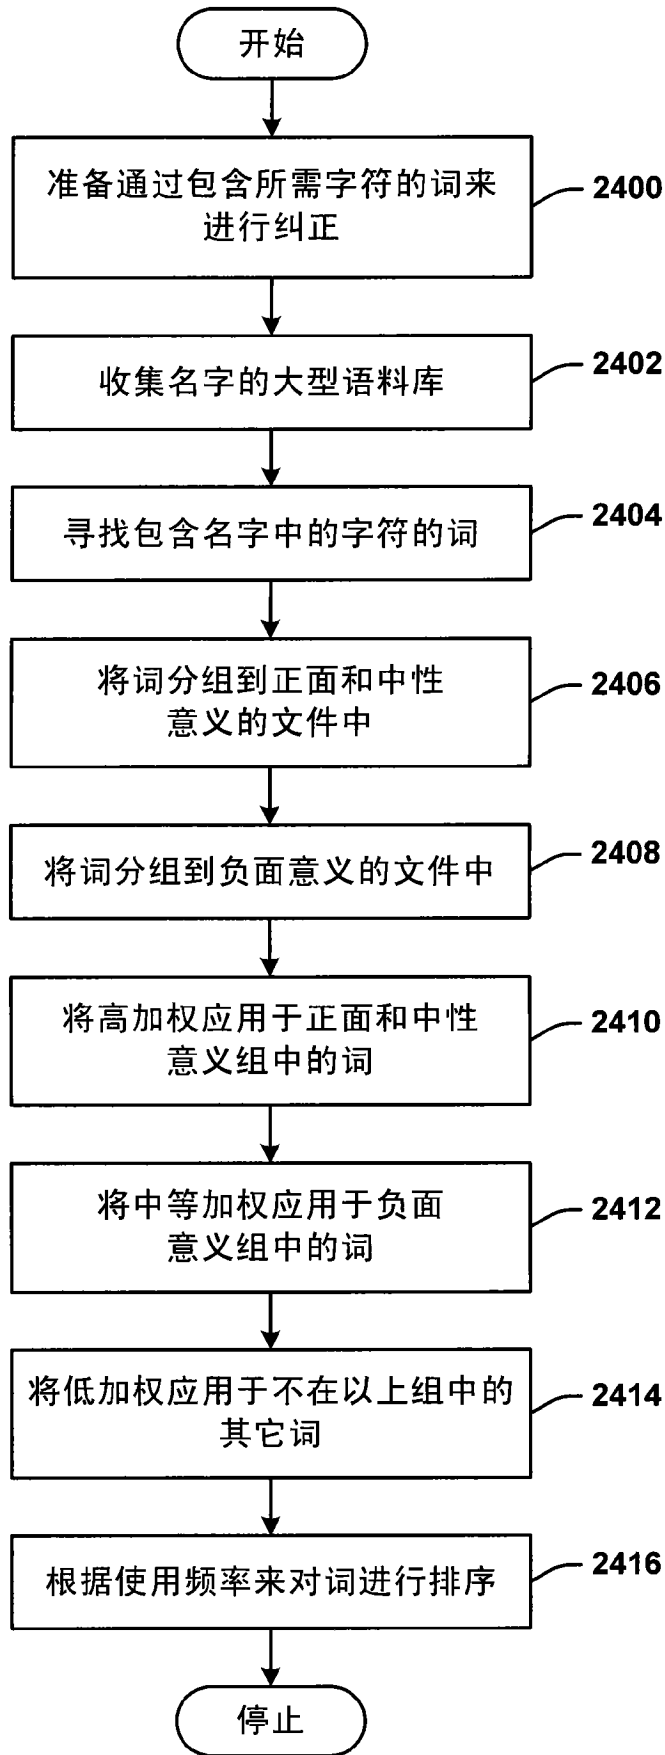 开始
准备通过包含所需字符的词来
进行纠正
2400
收集名字的大型语料库
2402
寻找包含名字中的字符的词
2404
将词分组到正面和中性
意义的文件中
2406
将词分组到负面意义的文件中
2408
将高加权应用于正面和中性
意义组中的词
2410
将中等加权应用于负面
意义组中的词
2412
将低加权应用于不在以上组中的
其它词
2414
根据使用频率来对词进行排序
2416
停止